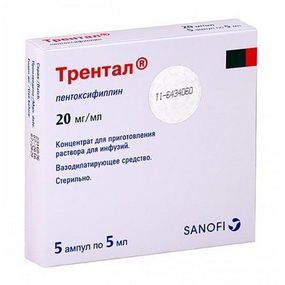 Трентал®
пентоксифиллин
20 мг/мл
TI-6434060
Концентрат для приготовления
раствора для инфузий.
Вазодилатирующее средство.
Стерильно.
SANOFI
5 ампул по 5 мл